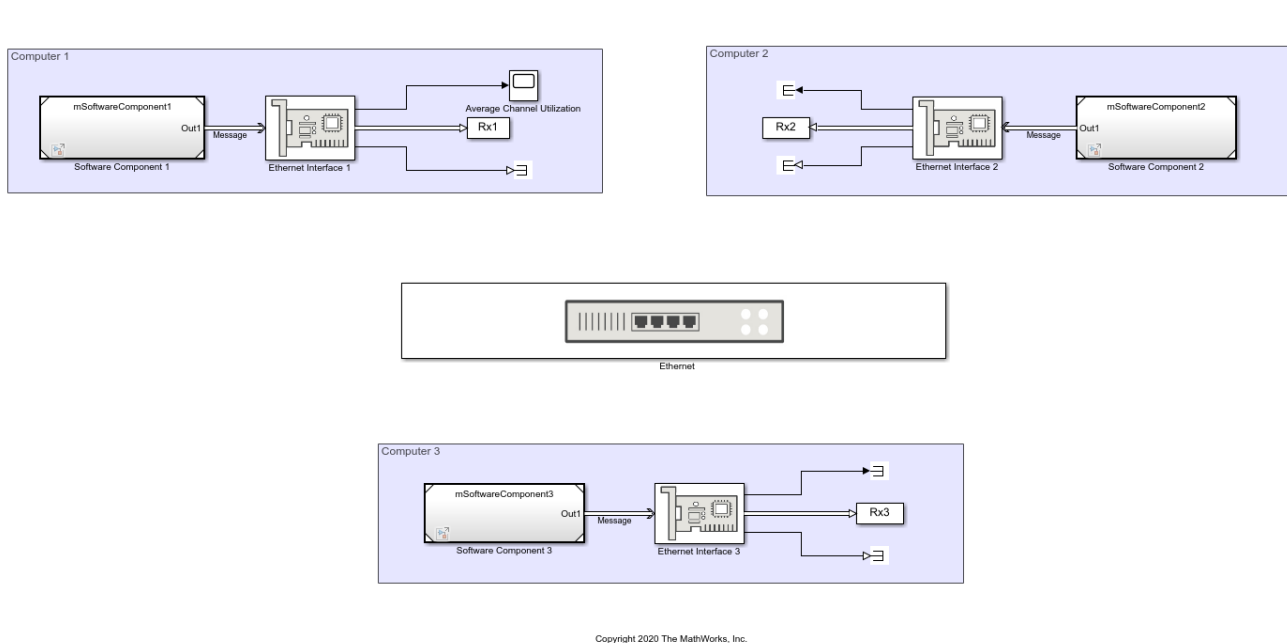 Computer 1
mSoftwareComponent1
Out1
Message
Software Component 1
Ethernet Interface 1
Average Channel Utilization
Rx1
Computer 2
Rx2
Ethernet Interface 2
Message
mSoftwareComponent2
Out1
Software Component 2
Ethernet
Computer 3
mSoftwareComponent3
Out1
Message
Software Component 3
Ethernet Interface 3
Rx3
Copyright 2020 The MathWorks, Inc.